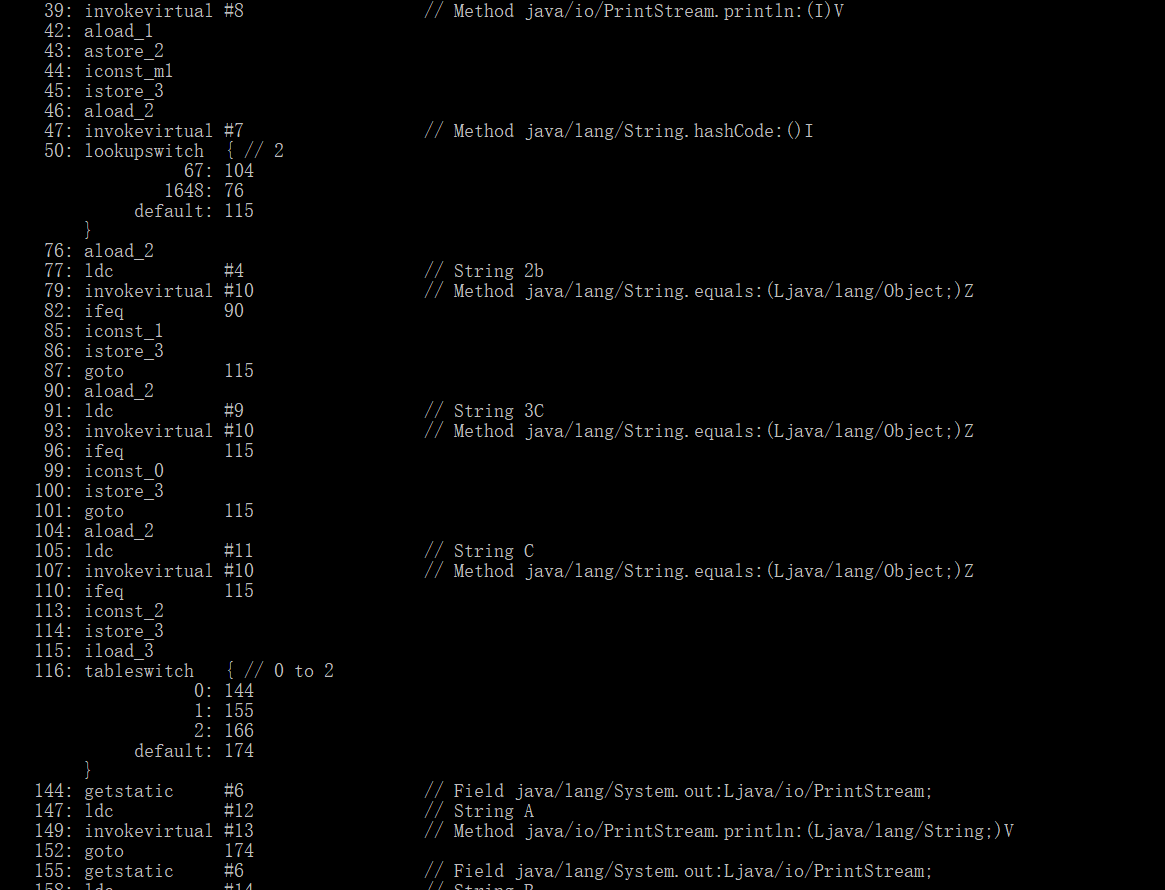 39: invokevirtual #8 // Method java/io/PrintStream.println:(I)V
42: aload_1
43: astore_2
44: iconst_m1
45: istore_3
46: aload_2
47: invokevirtual #7 // Method java/lang/String.hashCode:()I
50: lookupswitch { // 2
67: 104
1648: 76
default: 115
}
76: aload_2
77: ldc #4 // String 2b
79: invokevirtual #10 // Method java/lang/String.equals:(Ljava/lang/Object;)Z
82: ifeq 90
85: iconst_1
86: istore_3
87: goto 115
90: aload_2
91: ldc #9 // String 3C
93: invokevirtual #10 // Method java/lang/String.equals:(Ljava/lang/Object;)Z
96: ifeq 115
99: iconst_0
100: istore_3
101: goto 115
104: aload_2
105: ldc #11 // String C
107: invokevirtual #10 // Method java/lang/String.equals:(Ljava/lang/Object;)Z
110: ifeq 115
113: iconst_2
114: istore_3
115: iload_3
116: tableswitch { // 0 to 2
0: 144
1: 155
2: 166
default: 174
}
144: getstatic #6 // Field java/lang/System.out:Ljava/io/PrintStream;
147: ldc #12 // String A
149: invokevirtual #13 // Method java/io/PrintStream.println:(Ljava/lang/String;)V
152: goto 174
155: getstatic #6 // Field java/lang/System.out:Ljava/io/PrintStream;
158: ldc #14 // String B